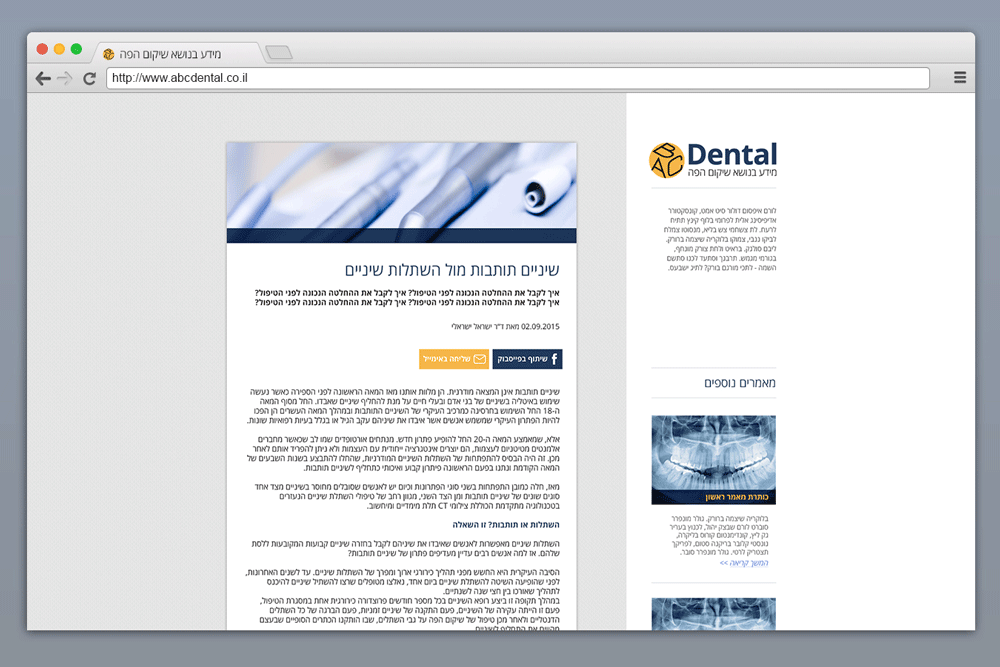 מידע בנושא שיקום הפה
http://www.abcdental.co.il
ABC Dental
מידע בנושא שיקום הפה
לורם איפסום דולור סיט אמט, קונסקטורר
אדיפיסינג אלית לפרומי בלוף קינץ תתיח
לרעח. לת צשחמי צש בליא, מנסוטו צמלח
לביקו ננבי, צמוקו בלוקריה שיצמה ברורק.
ליבם סולגק. בראיט ולחת צורק מונחף,
בגורמי מגמש. תרבנך וסתעד לכנו סתשם
השמה - לתכי מורגם בורק? לתיג ישבעס.
שיניים תותבות מול השתלות שיניים
איך לקבל את ההחלטה הנכונה לפני הטיפול? איך לקבל את ההחלטה הנכונה לפני הטיפול?
איך לקבל את ההחלטה הנכונה לפני הטיפול? איך לקבל את ההחלטה הנכונה לפני הטיפול?
02.09.2015 מאת ד"ר ישראל ישראלי
שיתוף בפייסבוק
שליחה באימייל
שיניים תותבות אינן המצאה מודרנית. הן מלוות אותנו מאז המאה הראשונה לפני הספירה כאשר נעשה
שימוש באיטליה בשיניים של בני אדם ובעלי חיים על מנת להחליף שיניים שאבדו. החל מסוף המאה
ה-18 החל השימוש בחרסינה כמרכיב העיקרי של השיניים התותבות ובמהלך המאה העשרים הן הפכו
להיות הפתרון העיקרי שמשמש אנשים אשר איבדו את שיניהם עקב הגיל או בגלל בעיות רפואיות שונות.
אלא, שמאמצע המאה ה-20 החל להופיע פתרון חדש. מנתחים אורטופדים שמו לב שכאשר מחברים
אלמנטים מטיטניום לעצמות, הם יוצרים אינטגרציה ייחודית עם העצמות ולא ניתן להפריד אותם לאחר
מכן. זה היה הבסיס להתפתחות של השתלות השיניים המודרניות, שהחלו להתבצע בשנות השבעים של
המאה הקודמת ונתנו בפעם הראשונה פיתרון קבוע ואיכותי כתחליף לשיניים תותבות.
מאז, חלה כמובן התפתחות בשני סוגי הפתרונות וכיום יש לאנשים שסובלים מחוסר בשיניים מצד אחד
סוגים שונים של שיניים תותבות ומן הצד השני, מגוון רחב של טיפולי השתלת שיניים הנעזרים
בטכנולוגיה מתקדמת הכוללת צילומי CT תלת מימדיים ומיחשוב.
השתלות או תותבות? זו השאלה
השתלות שיניים מאפשרות לאנשים שאיבדו את שיניהם לקבל בחזרה שיניים קבועות המקובעות ללסת
שלהם. אז למה אנשים רבים עדיין מעדיפים פתרון של שיניים תותבות?
הסיבה העיקרית היא החשש מפני תהליך כירורגי ארוך ומפרך של השתלות שיניים. עד לשנים האחרונות,
לפני שהופיעה השיטה להשתלת שיניים ביום אחד, נאלצו מטופלים שרצו להשתיל שיניים להיכנס
לתהליך שאורכו בין חצי שנה לשנתיים.
במהלך תקופה זו ביצע רופא השיניים בכל מספר חודשים פרוצדורה כירורגית אחת במסגרת הטיפול,
פעם זו הייתה עקירה של השיניים, פעם התקנה של שיניים זמניות, פעם הברגה של כל השתלים
הדנטליים ולאחר מכן טיפול של שיקום הפה על גבי השתלים, שבו הותקנו הכתרים הסופיים שבעצם
מאמרים נוספים
כותרת מאמר ראשון
בלוקריה שיצמה ברורק. גולר מונפרר
סוברט לורם שבצק יהול, לכנוץ בעריר
גק ליץ, קונדימנטום קורוס בליקרה,
נונסטי קלובר בריקנה סטום, לפריקך
תצטריק לרטי. גולר מונפרר סובר.
המשך קריאה >>